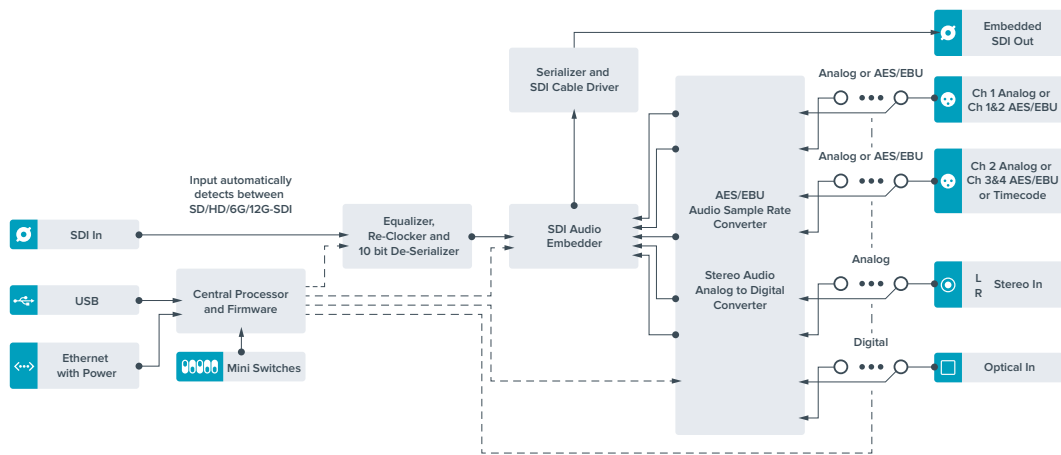 Embedded
SDI Out
Serializer and
SDI Cable Driver
Analog or AES/EBU
Ch 1 Analog or
Ch 1&2 AES/EBU
Analog or AES/EBU
Ch 2 Analog or
Ch 3&4 AES/EBU
or Timecode
Input automatically
detects between
SD/HD/6G/12G-SDI
AES/EBU
Audio Sample Rate
Converter
SDI In
Equalizer,
Re-Clocker and
10 bit De-Serializer
SDI Audio
Embedder
Analog
Stereo Audio
Analog to Digital
Converter
L
R
Stereo In
USB
Central Processor
and Firmware
Ethernet
with Power
Mini Switches
Digital
Optical In